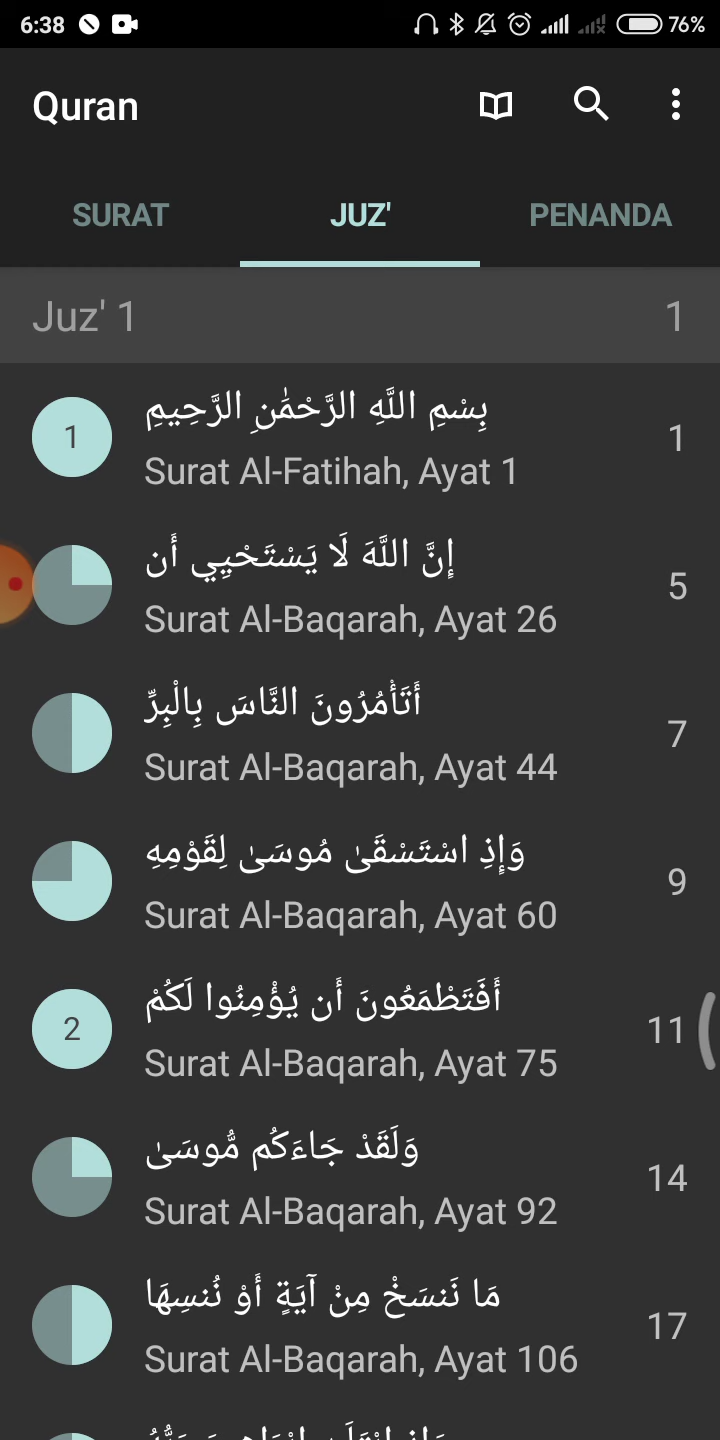 6:38 76%
Quran
SURAT JUZ' PENANDA
Juz' 1 1
بِسْمِ اللَّهِ الرَّحْمَٰنِ الرَّحِيمِ
1 Surat Al-Fatihah, Ayat 1 1
إِنَّ اللَّهَ لَا يَسْتَحْيِي أَن
Surat Al-Baqarah, Ayat 26 5
أَتَأْمُرُونَ النَّاسَ بِالْبِرِّ
Surat Al-Baqarah, Ayat 44 7
وَإِذِ اسْتَسْقَىٰ مُوسَىٰ لِقَوْمِهِ
Surat Al-Baqarah, Ayat 60 9
أَفَتَطْمَعُونَ أَن يُؤْمِنُوا لَكُمْ
2 Surat Al-Baqarah, Ayat 75 11
وَلَقَدْ جَاءَكُم مُّوسَىٰ
Surat Al-Baqarah, Ayat 92 14
مَا نَنسَخْ مِنْ آيَةٍ أَوْ نُنسِهَا
Surat Al-Baqarah, Ayat 106 17